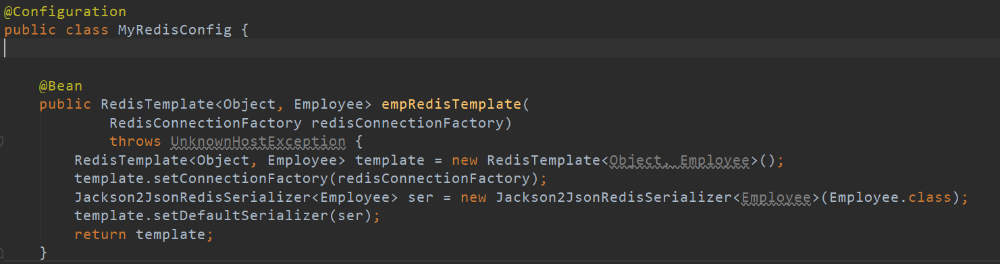 @Configuration
public class MyRedisConfig {
@Bean
public RedisTemplate<Object, Employee> empRedisTemplate(
RedisConnectionFactory redisConnectionFactory)
throws UnknownHostException {
RedisTemplate<Object, Employee> template = new RedisTemplate<Object, Employee>();
template.setConnectionFactory(redisConnectionFactory);
Jackson2JsonRedisSerializer<Employee> ser = new Jackson2JsonRedisSerializer<Employee>(Employee.class);
template.setDefaultSerializer(ser);
return template;
}